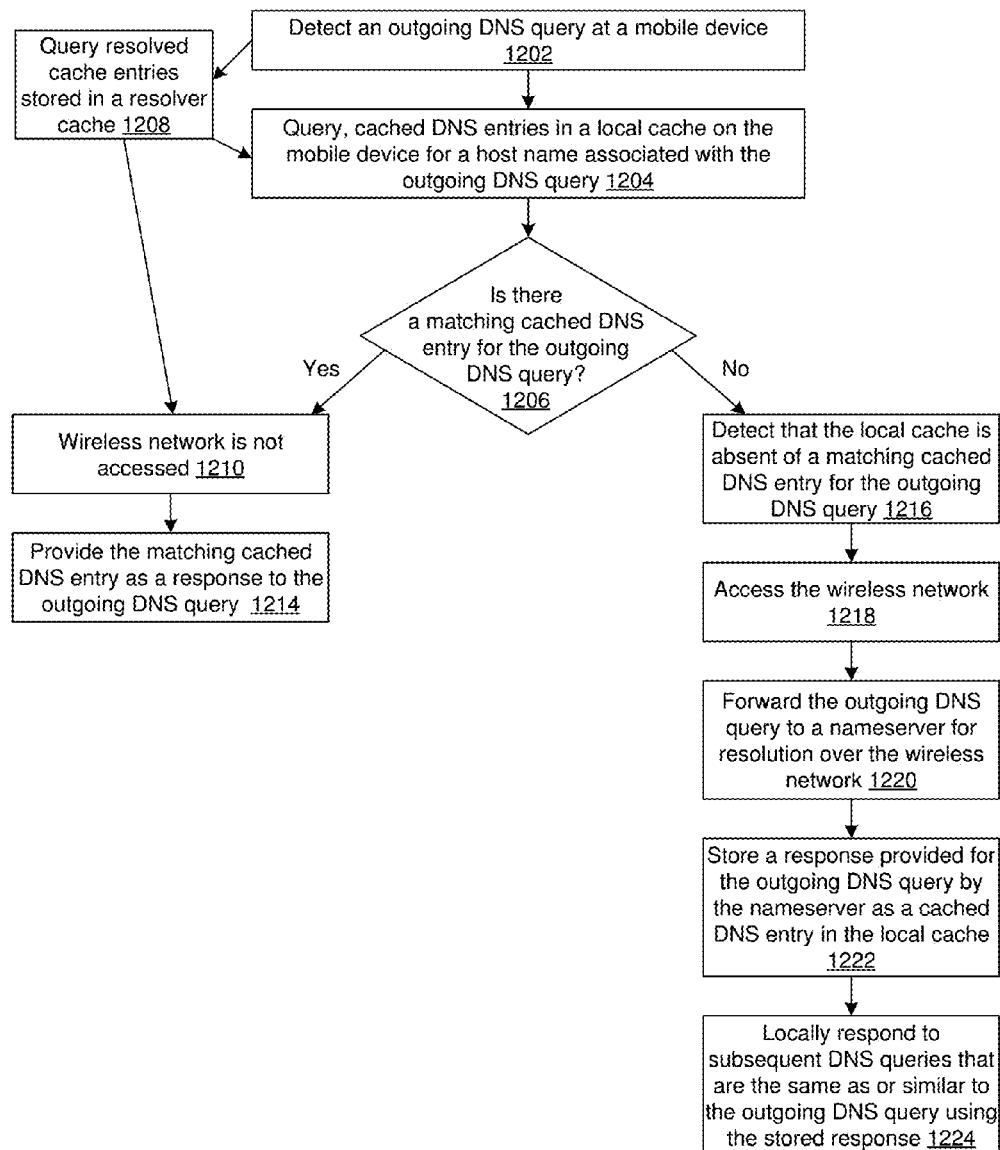 Detect an outgoing DNS query at a mobile device
1202
Query resolved
cache entries
stored in a resolver
cache 1208
Query, cached DNS entries in a local cache on the
mobile device for a host name associated with the
outgoing DNS query 1204
Is there
a matching cached DNS
entry for the outgoing
DNS query?
1206
Yes
No
Wireless network is not
accessed 1210
Provide the matching cached
DNS entry as a response to the
outgoing DNS query 1214
Detect that the local cache is
absent of a matching cached
DNS entry for the outgoing
DNS query 1216
Access the wireless network
1218
Forward the outgoing DNS
query to a nameserver for
resolution over the wireless
network 1220
Store a response provided for
the outgoing DNS query by
the nameserver as a cached
DNS entry in the local cache
1222
Locally respond to
subsequent DNS queries that
are the same as or similar to
the outgoing DNS query using
the stored response 1224